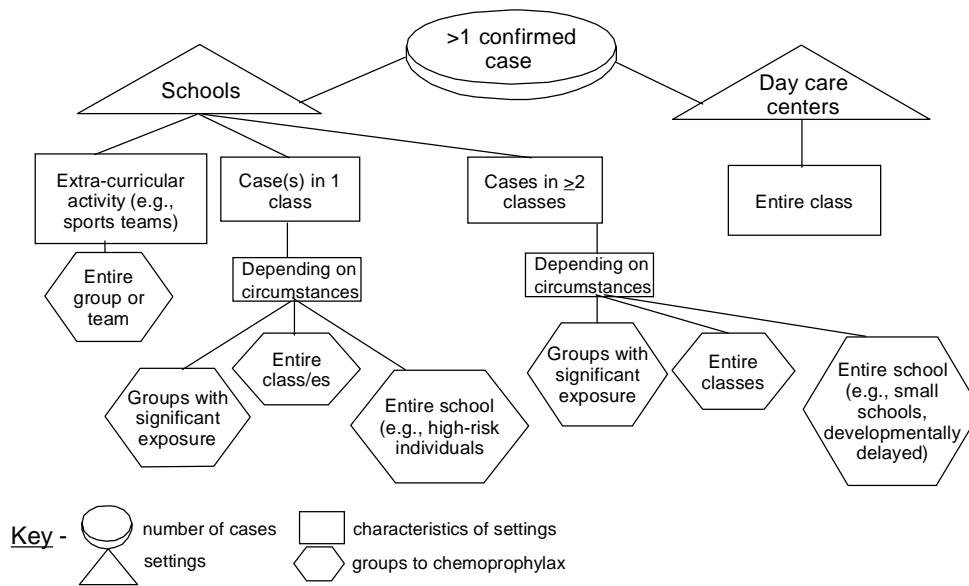 >1 confirmed
case
Schools
Day care
centers
Extra-curricular
activity (e.g.,
sports teams)
Case(s) in 1
class
Cases in ≥2
classes
Entire class
Entire
group or
team
Depending on
circumstances
Depending on
circumstances
Groups with
significant
exposure
Entire
class/es
Entire school
(e.g., high-risk
individuals
Groups with
significant
exposure
Entire
classes
Entire school
(e.g., small
schools,
developmentally
delayed)
Key -
number of cases
characteristics of settings
settings
groups to chemoprophylax